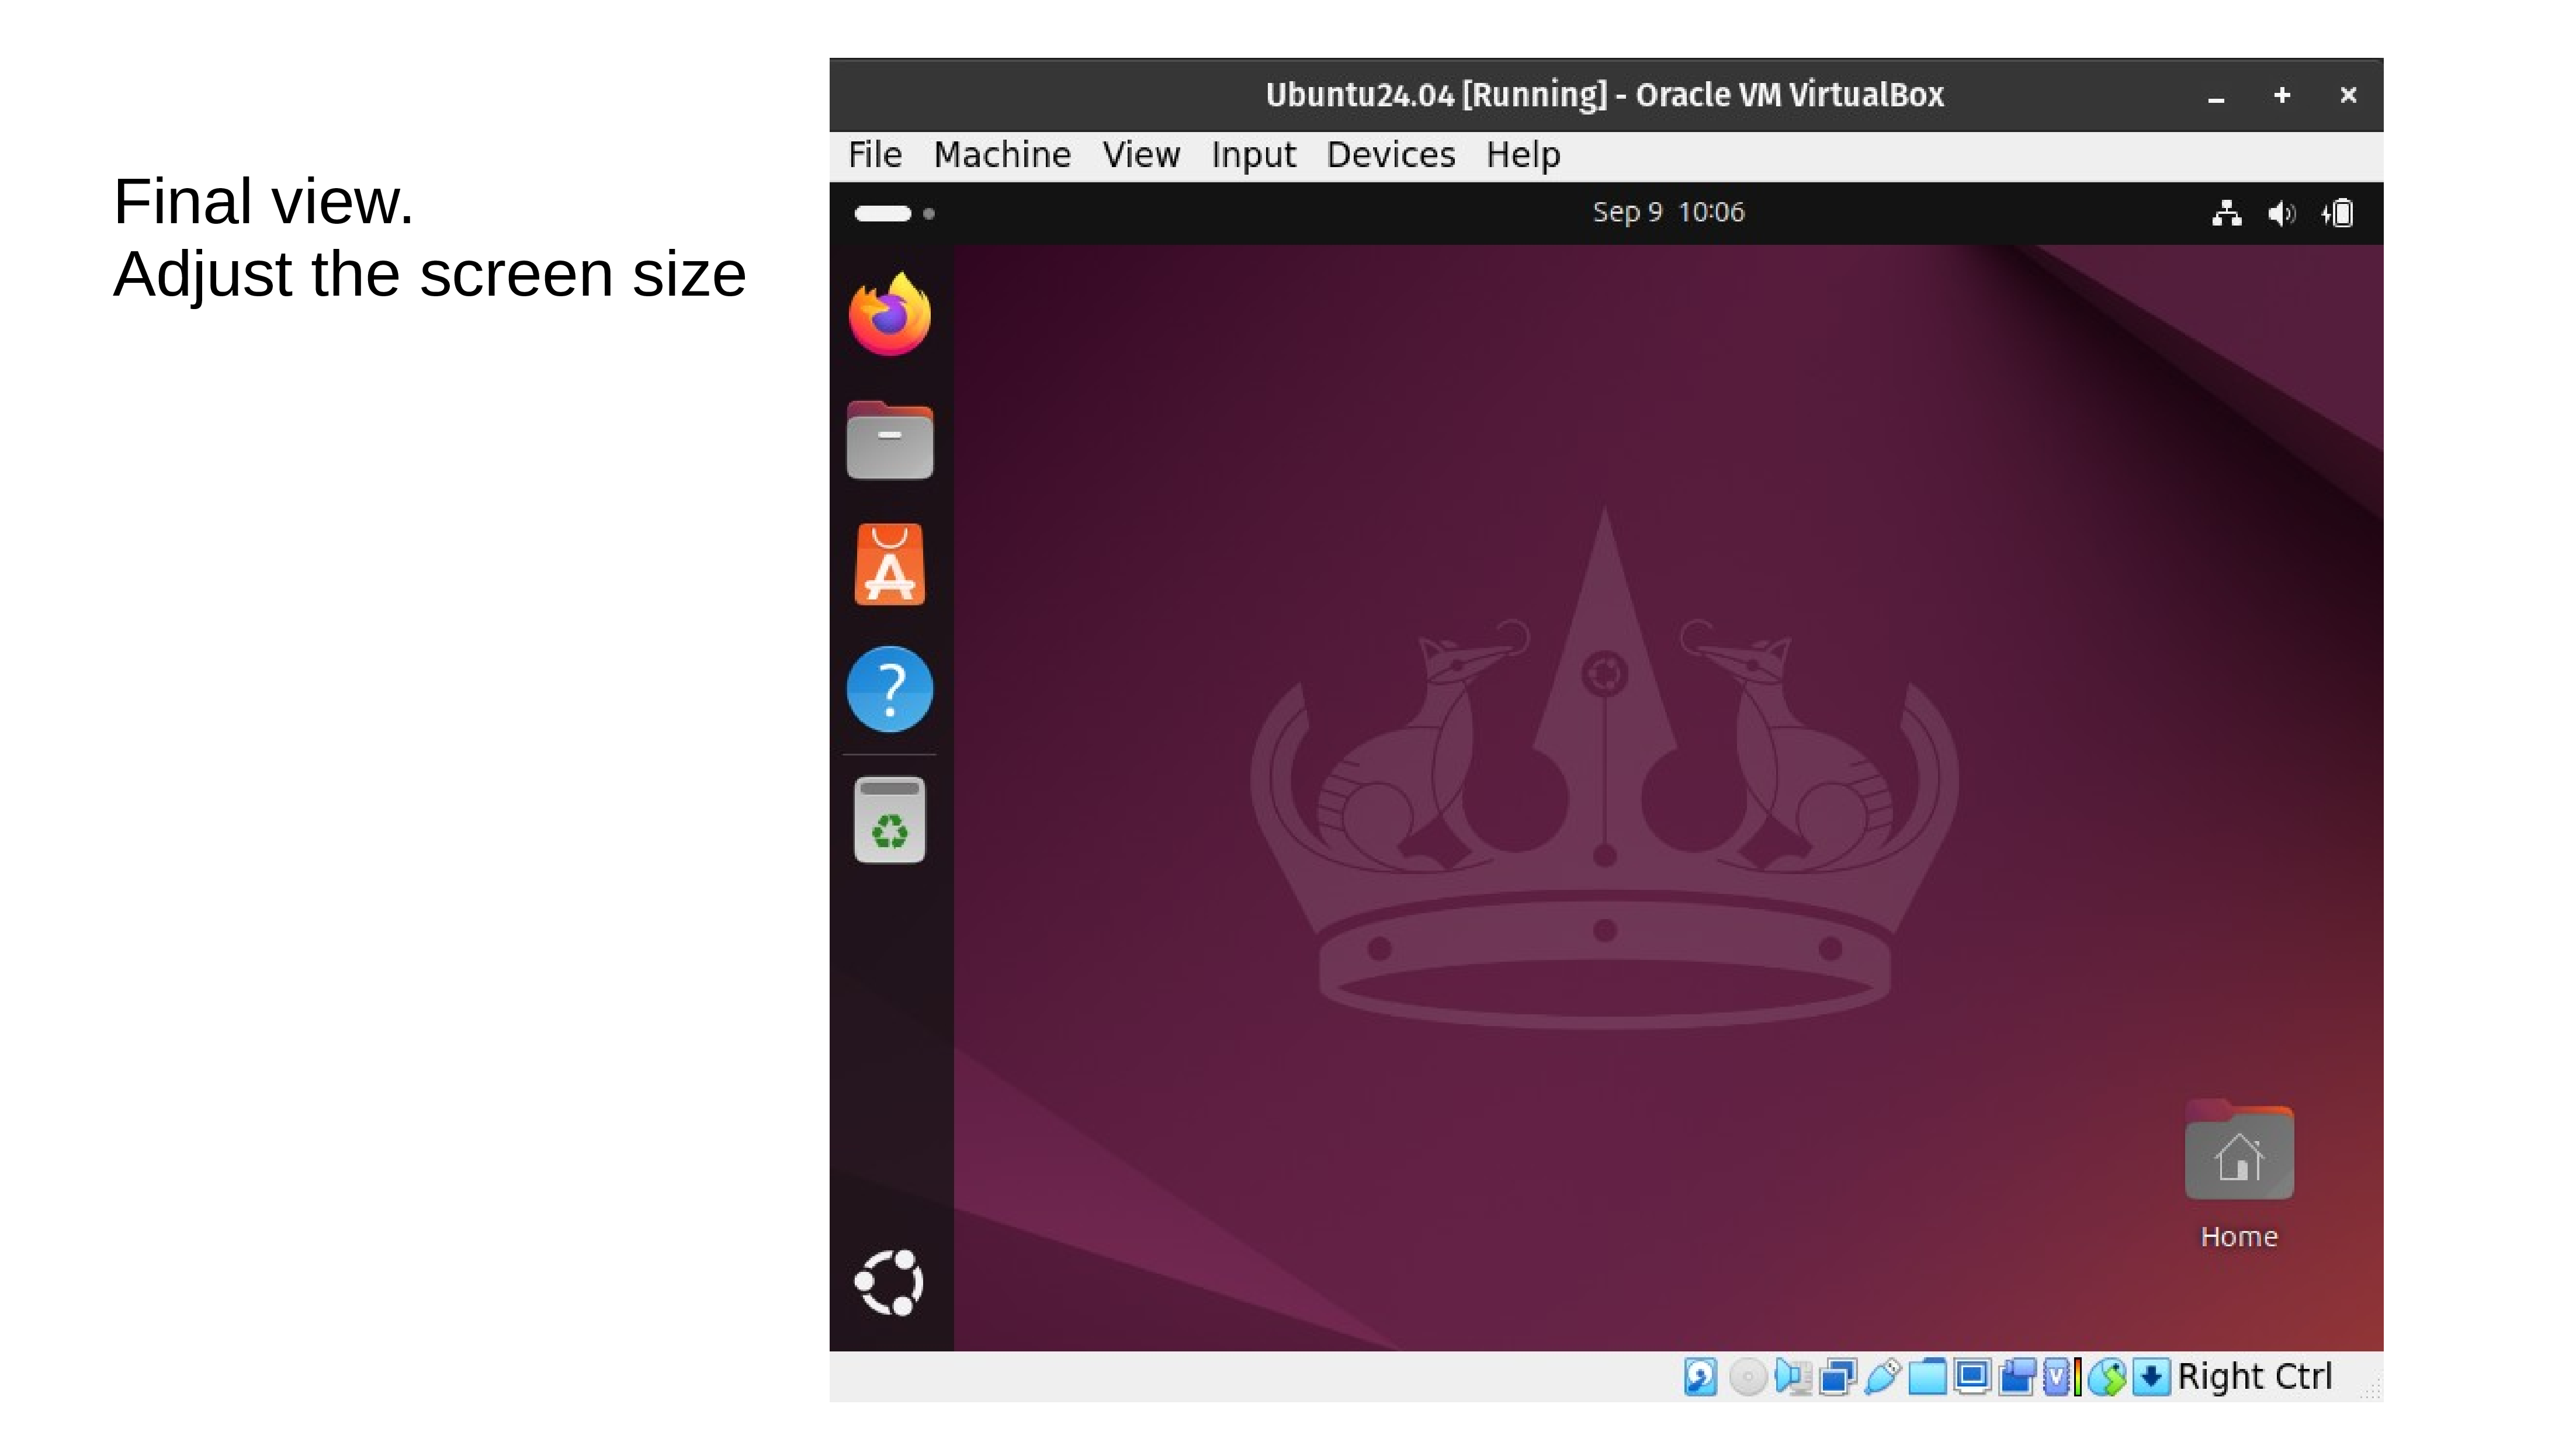 Final view.
Adjust the screen size
Ubuntu24.04 [Running] - Oracle VM VirtualBox
File Machine View Input Devices Help
Sep 9 10:06
A
?
Home
V
Right Ctrl